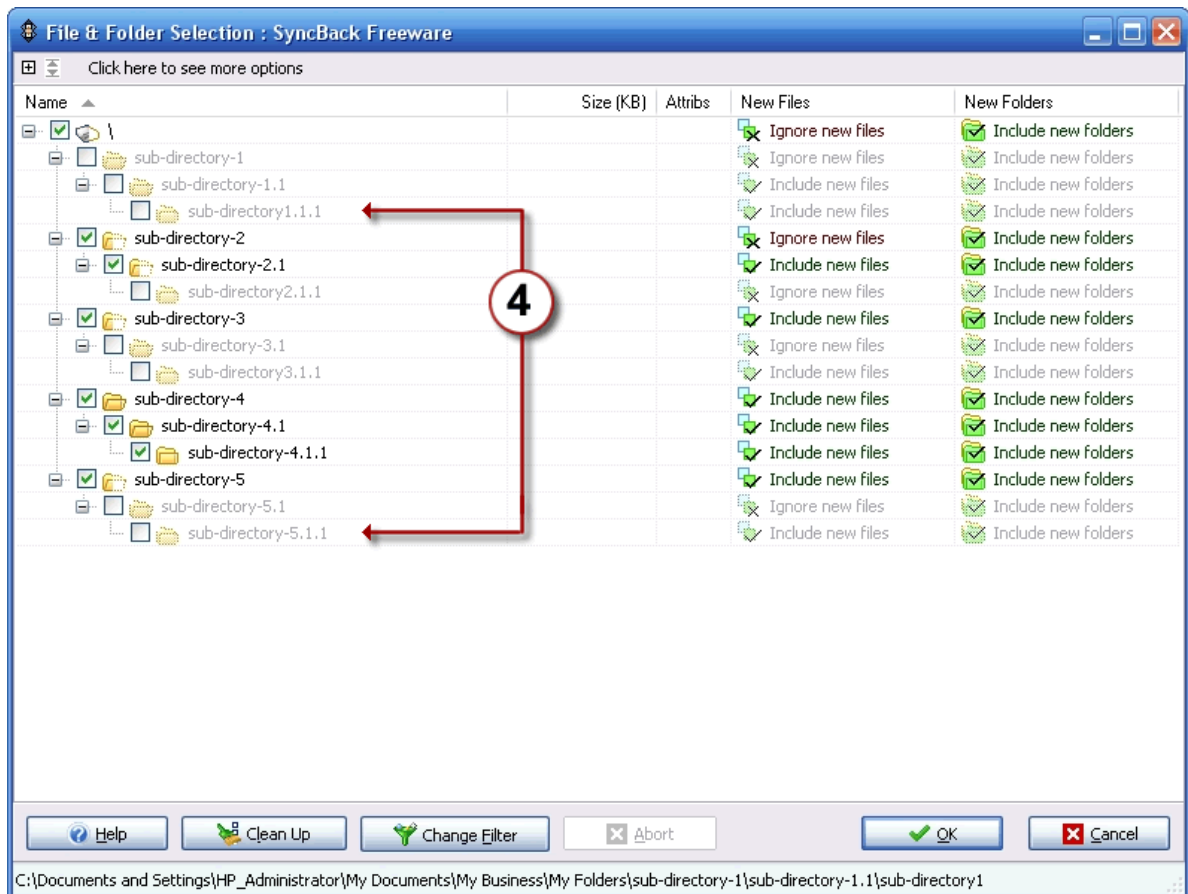 File & Folder Selection : SyncBack Freeware
Click here to see more options
Name Size (KB) Attribs New Files New Folders
\ Ignore new files Include new folders
sub-directory-1 Ignore new files Include new folders
sub-directory-1.1 Include new files Include new folders
sub-directory1.1.1 Include new files Include new folders
sub-directory-2 Ignore new files Include new folders
sub-directory-2.1 Include new files Include new folders
sub-directory2.1.1 Ignore new files Include new folders
4
sub-directory-3 Include new files Include new folders
sub-directory-3.1 Ignore new files Include new folders
sub-directory3.1.1 Include new files Include new folders
sub-directory-4 Include new files Include new folders
sub-directory-4.1 Include new files Include new folders
sub-directory-4.1.1 Include new files Include new folders
sub-directory-5 Include new files Include new folders
sub-directory-5.1 Ignore new files Include new folders
sub-directory-5.1.1 Include new files Include new folders
Help Clean Up Change Filter Abort OK Cancel
C:\Documents and Settings\HP_Administrator\My Documents\My Business\My Folders\sub-directory-1\sub-directory-1.1\sub-directory1